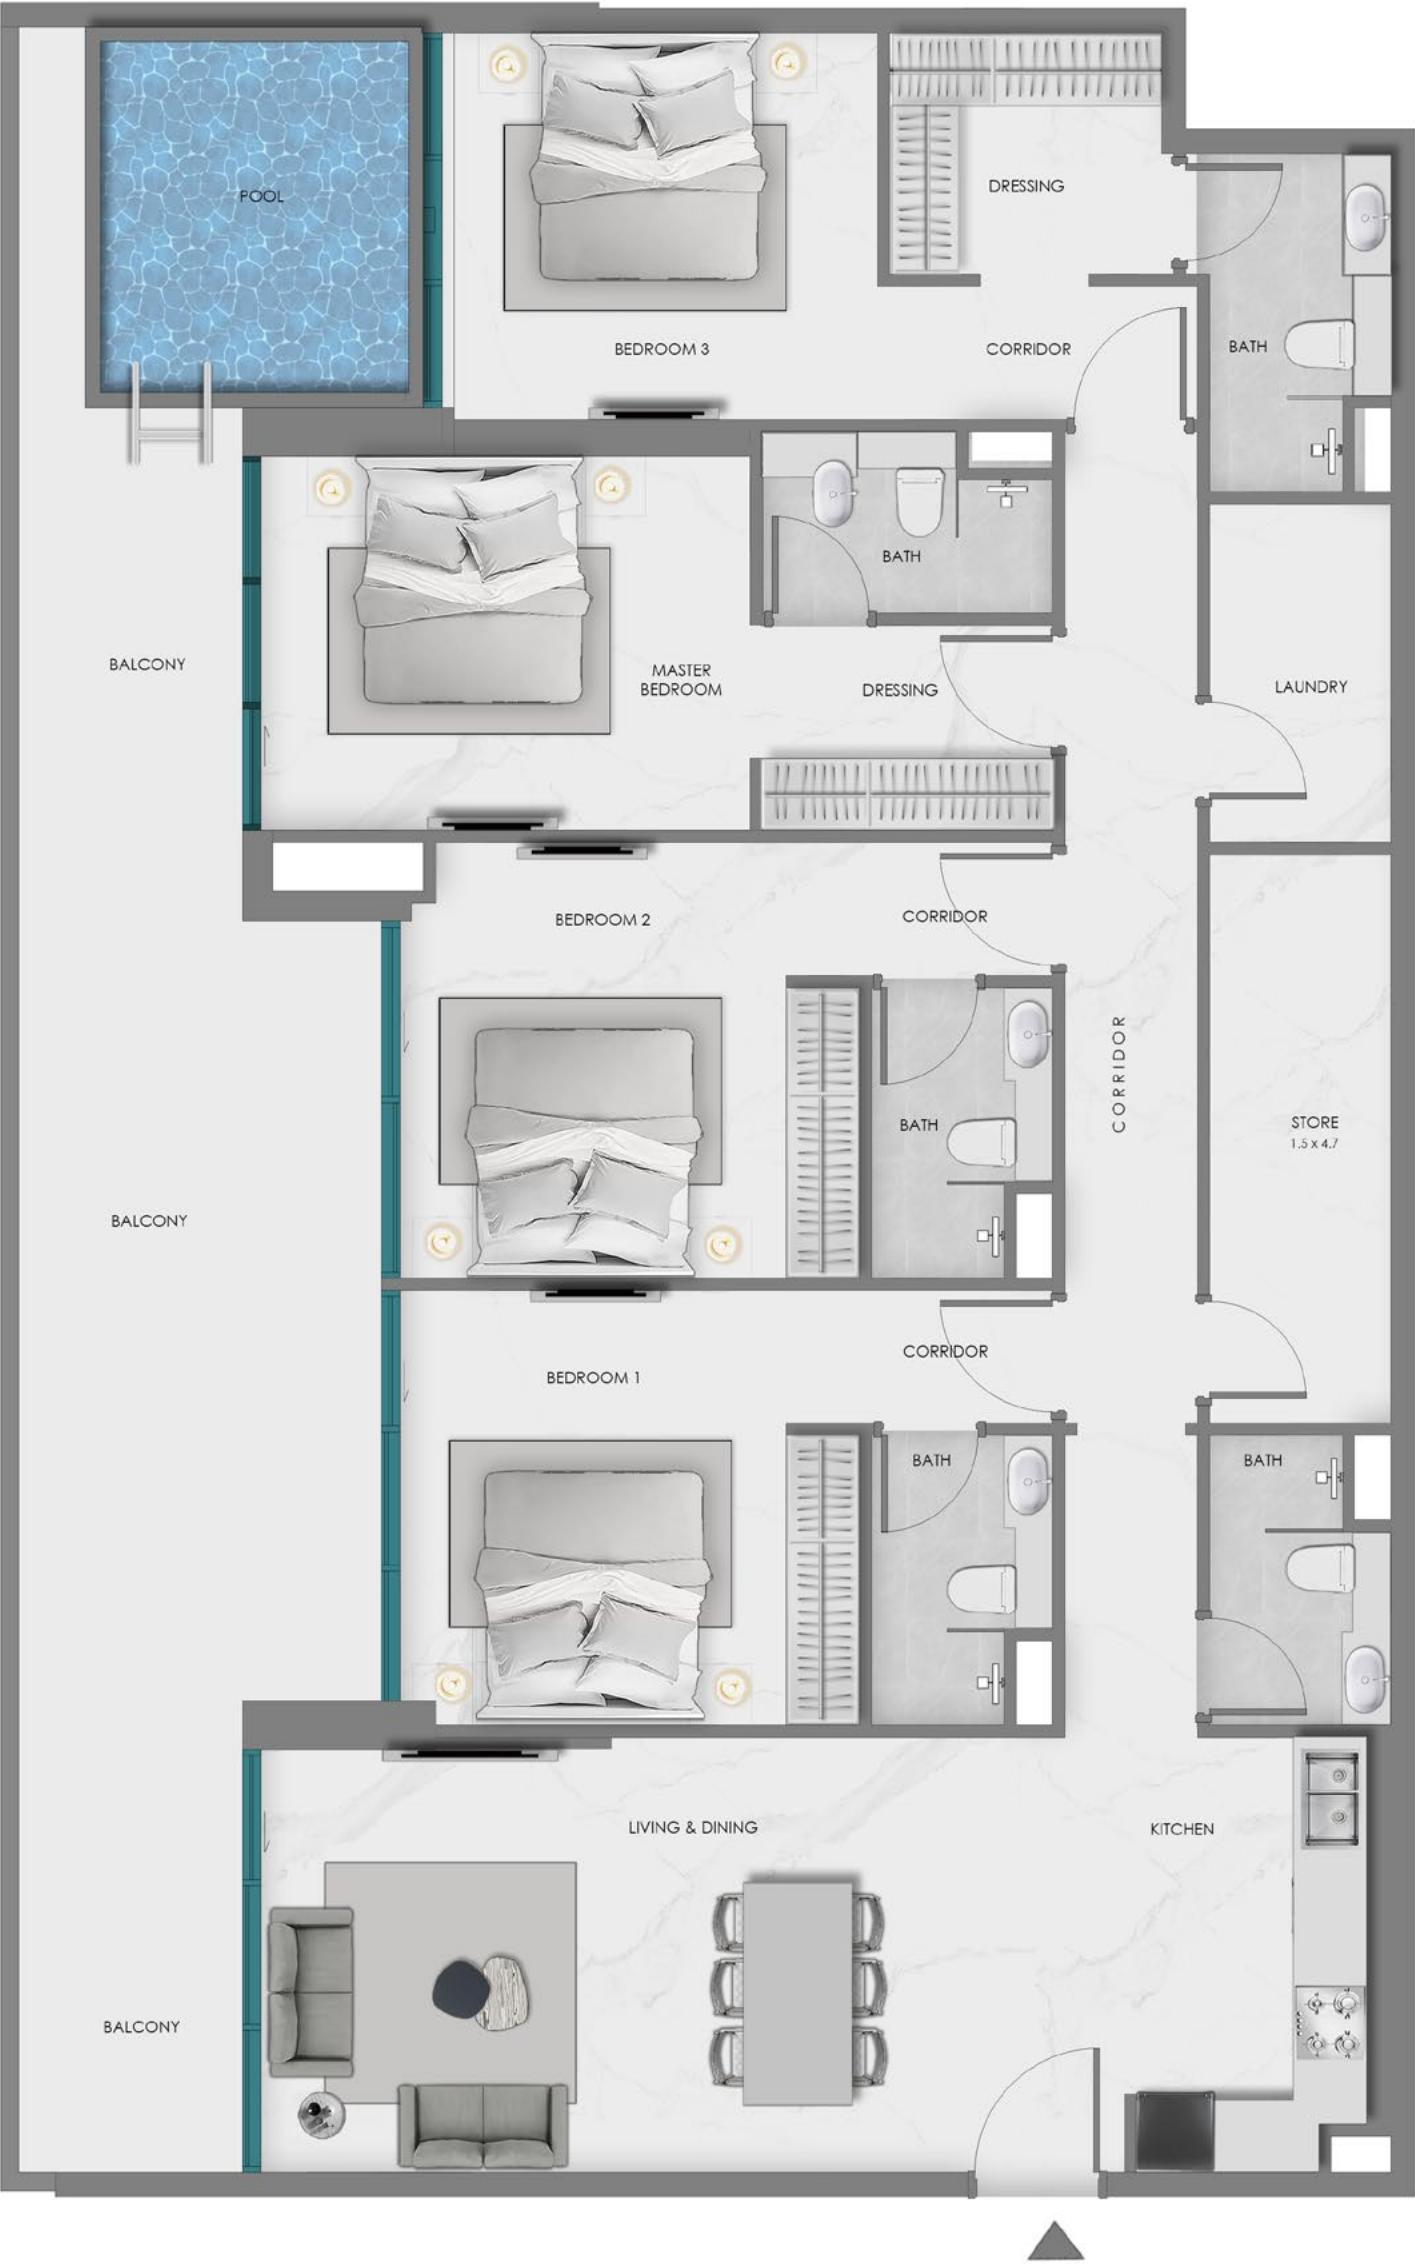 POOL
DRESSING
BEDROOM 3
CORRIDOR
BATH
BATH
BALCONY
MASTER
BEDROOM
DRESSING
LAUNDRY
BEDROOM 2
CORRIDOR
CORRIDOR
BATH
STORE
1.5 x 4.7
BALCONY
CORRIDOR
BEDROOM 1
BATH
BATH
LIVING & DINING
KITCHEN
BALCONY